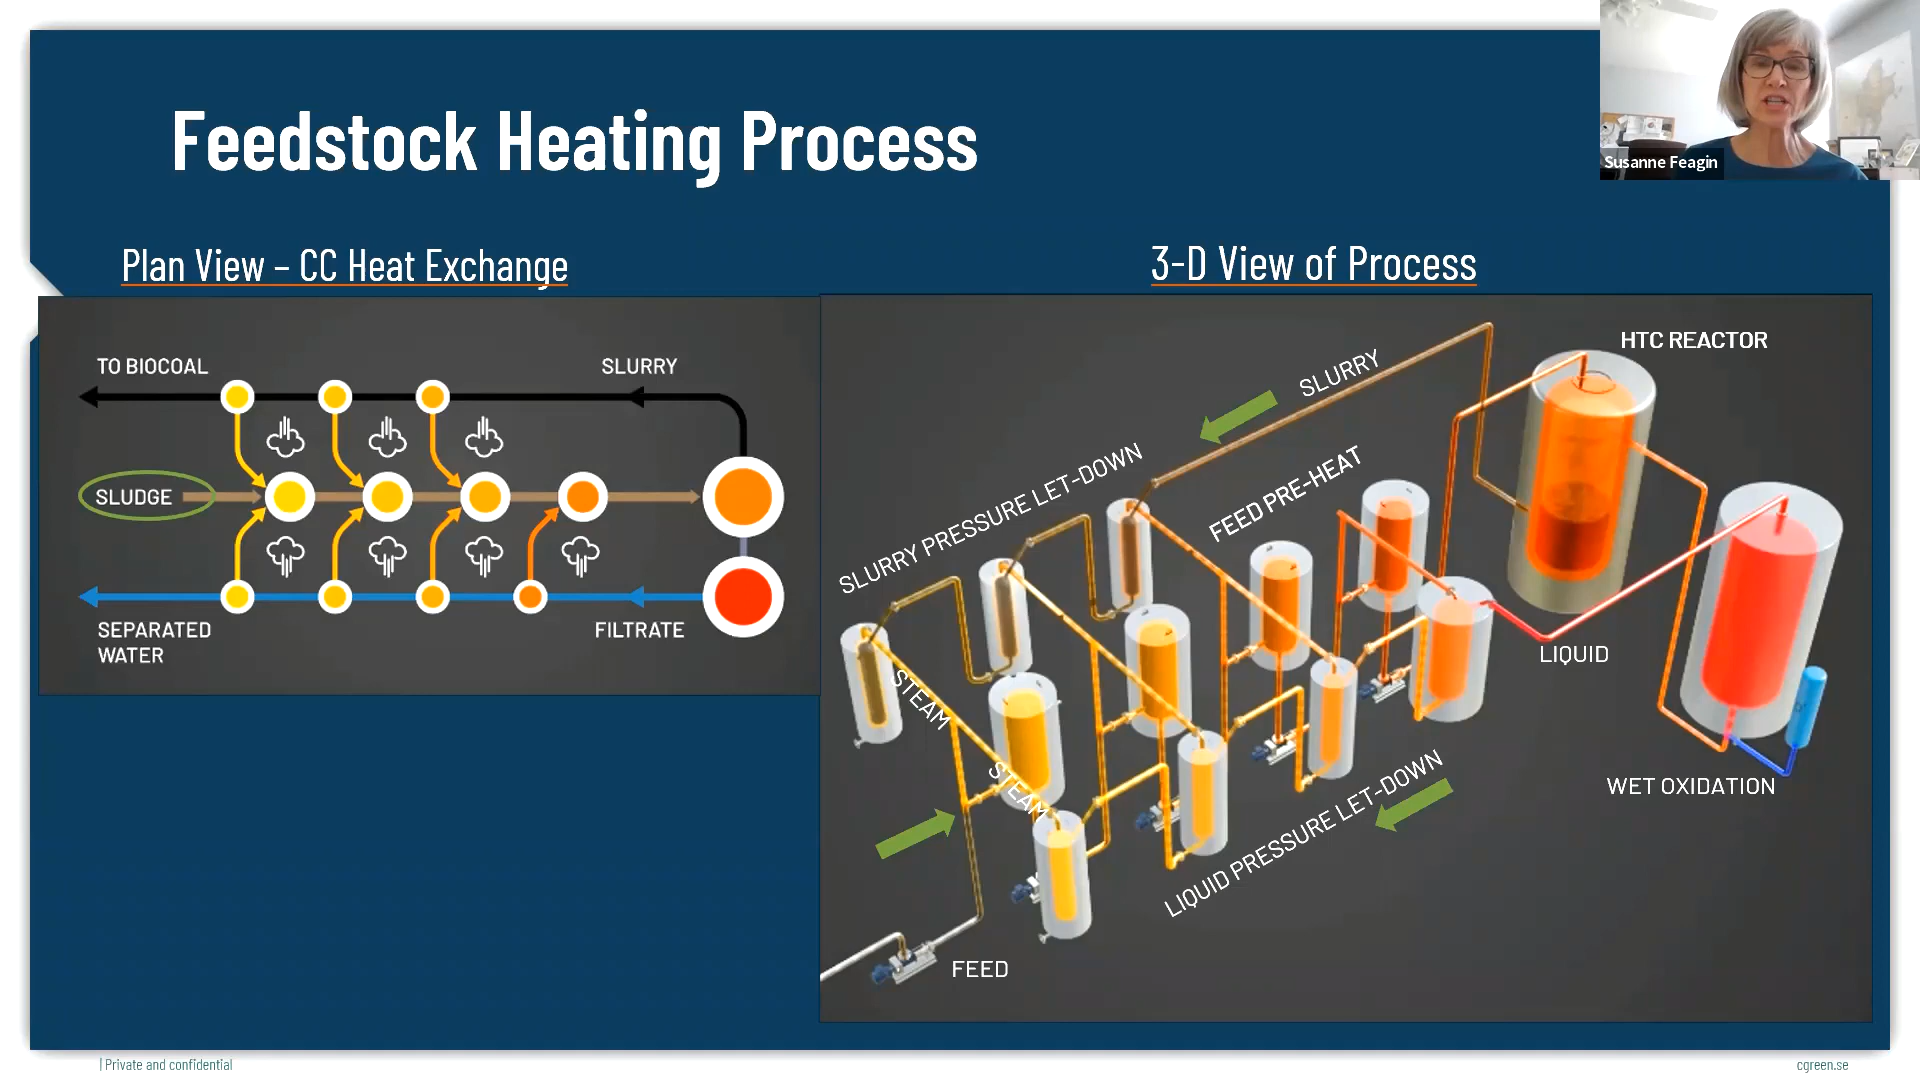 Susanne Feagin
Feedstock Heating Process
Plan View – CC Heat Exchange
3-D View of Process
TO BIOCOAL
SLURRY
SLUDGE
SEPARATED
WATER
FILTRATE
HTC REACTOR
SLURRY
SLURRY PRESSURE LET-DOWN
FEED PRE-HEAT
STEAM
STEAM
LIQUID
LIQUID PRESSURE LET-DOWN
WET OXIDATION
FEED
| Private and confidential
cgreen.se